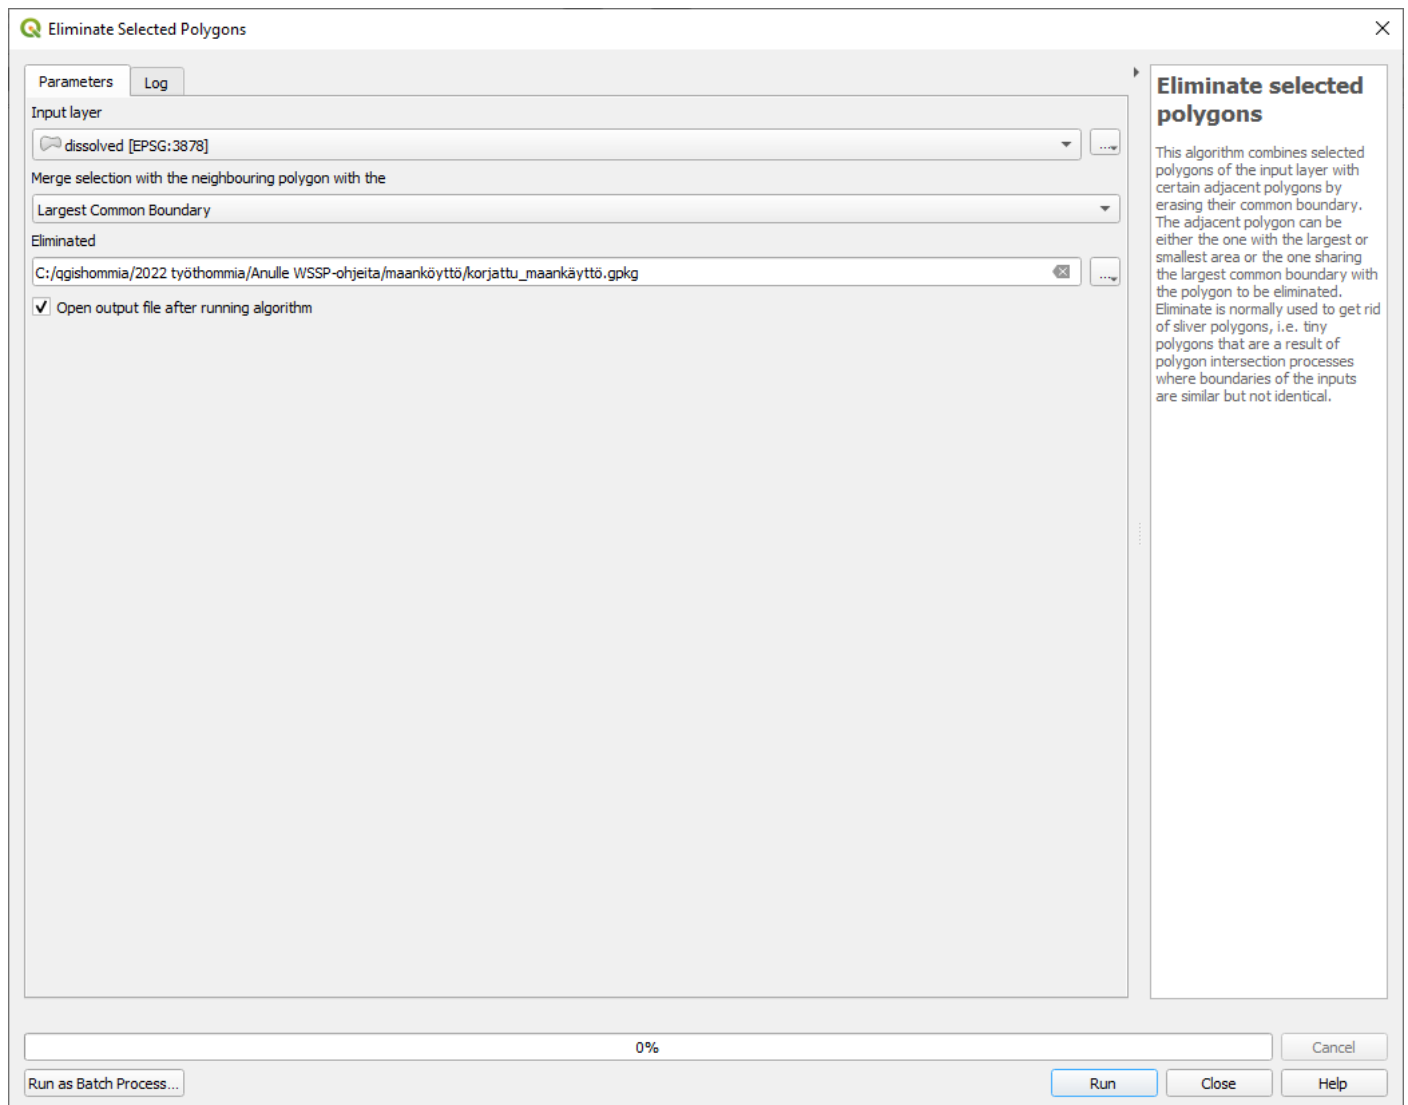 Eliminate Selected Polygons
Parameters
Log
Input layer
dissolved [EPSG:3878]
...
Merge selection with the neighbouring polygon with the
Largest Common Boundary
Eliminated
C:/qgishommia/2022 työthommia/Anulle WSSP-ohjeita/maanköyttö/korjattu_maankäyttö.gpkg
...
Open output file after running algorithm
Eliminate selected
polygons
This algorithm combines selected
polygons of the input layer with
certain adjacent polygons by
erasing their common boundary.
The adjacent polygon can be
either the one with the largest or
smallest area or the one sharing
the largest common boundary with
the polygon to be eliminated.
Eliminate is normally used to get rid
of sliver polygons, i.e. tiny
polygons that are a result of
polygon intersection processes
where boundaries of the inputs
are similar but not identical.
0%
Cancel
Run as Batch Process...
Run
Close
Help